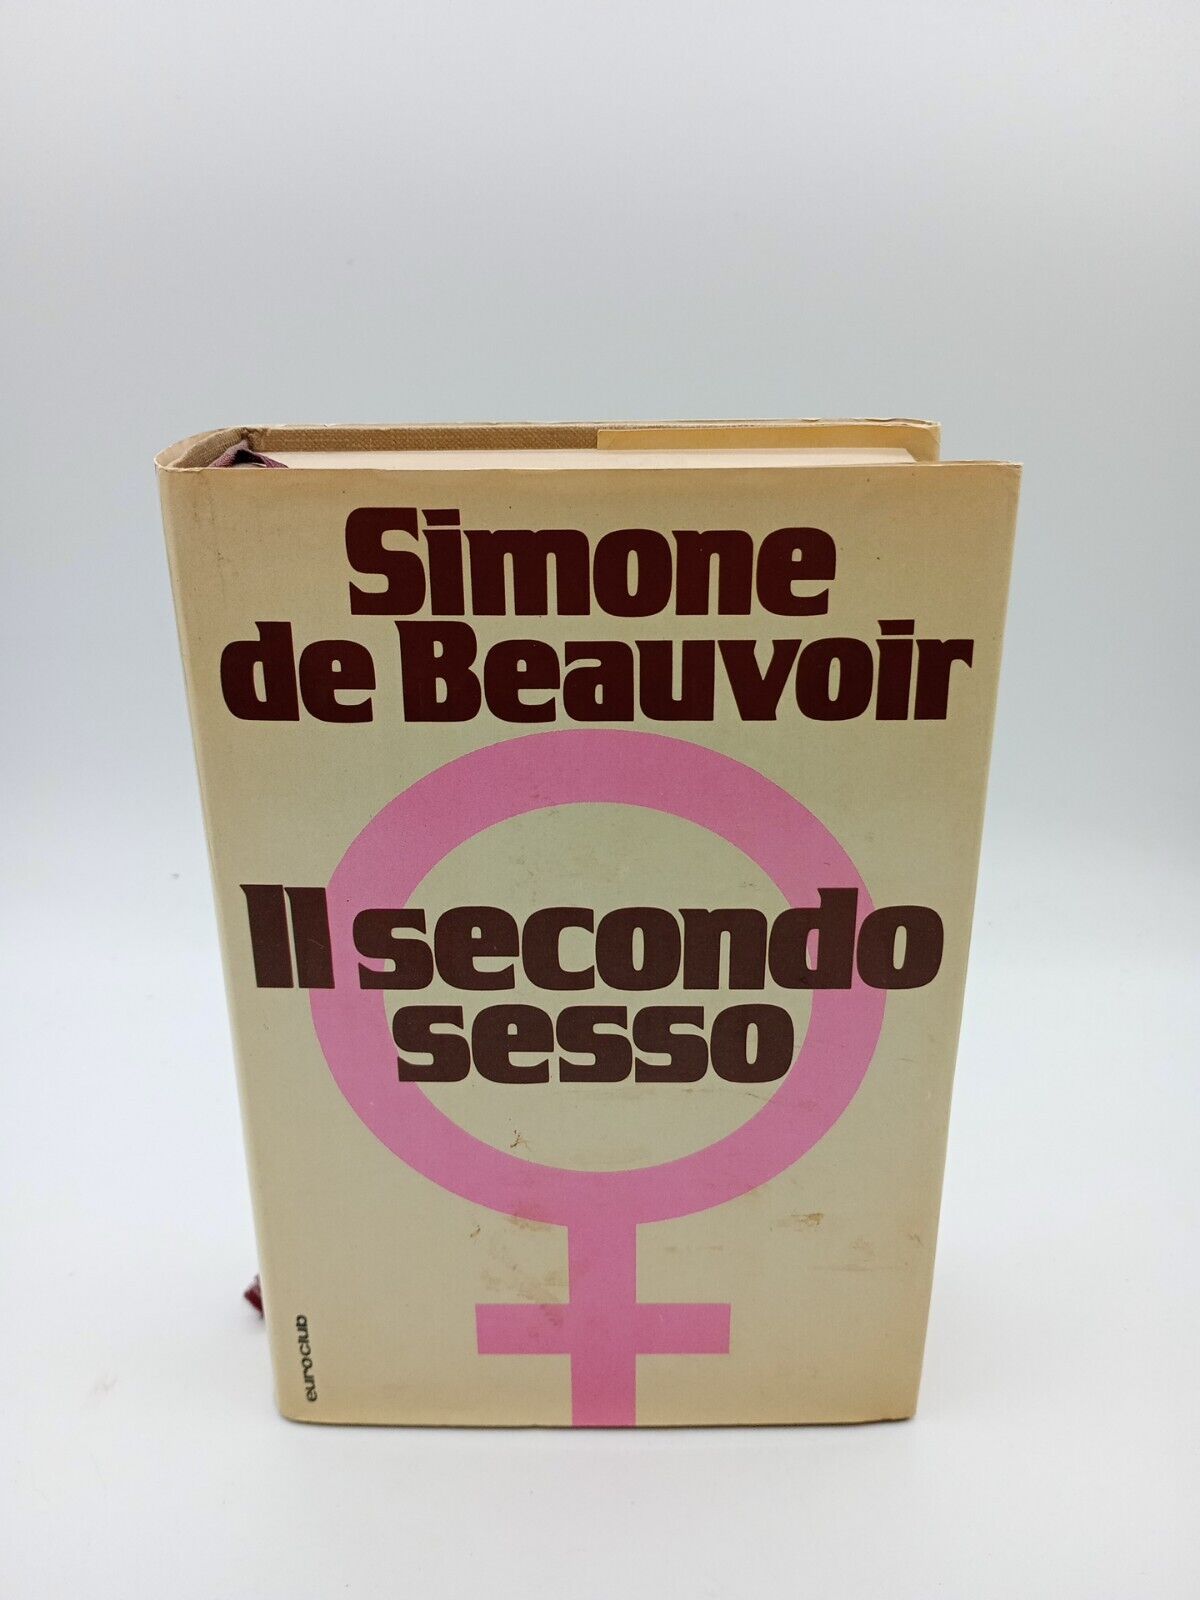 Simone
de Beauvoir
Il secondo
sesso
euroclub